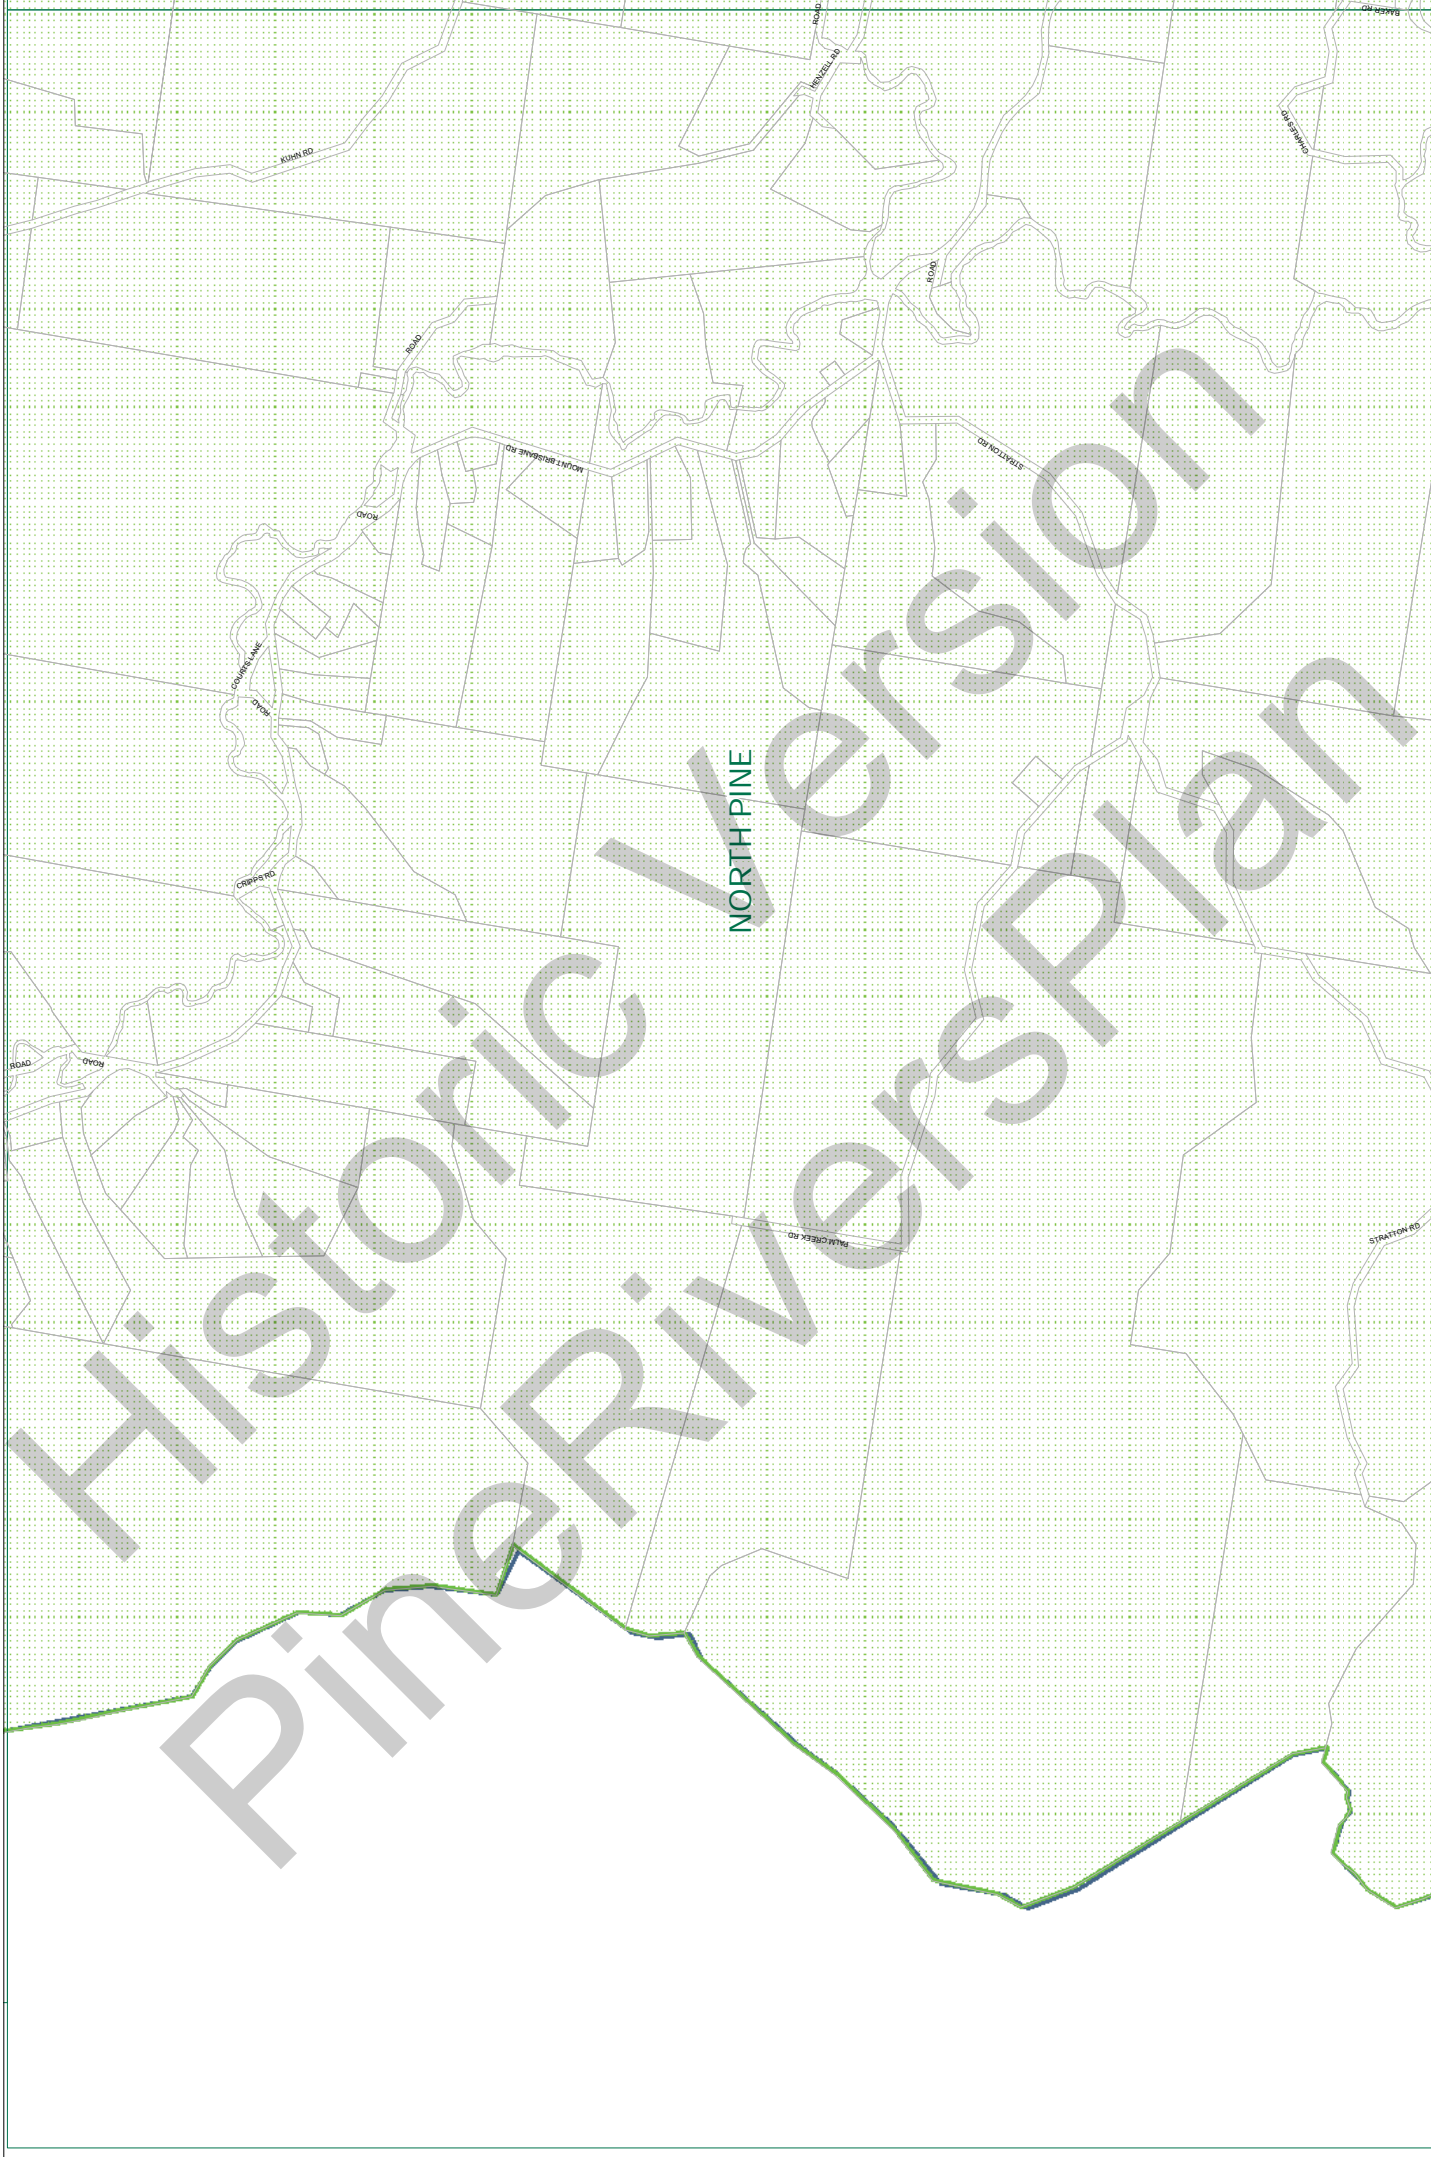 ROAD
BAKER RD
HENZELL RD
CHARLES RD
KUHN RD
ROAD
ROAD
STRATTON RD
MOUNT BRISBANE RD
ROAD
COURTS LANE
ROAD
NORTH PINE
CRIPPS RD
ROAD
ROAD
PALM CREEK RD
STRATTON RD
Historic Version
PineRiversPlan